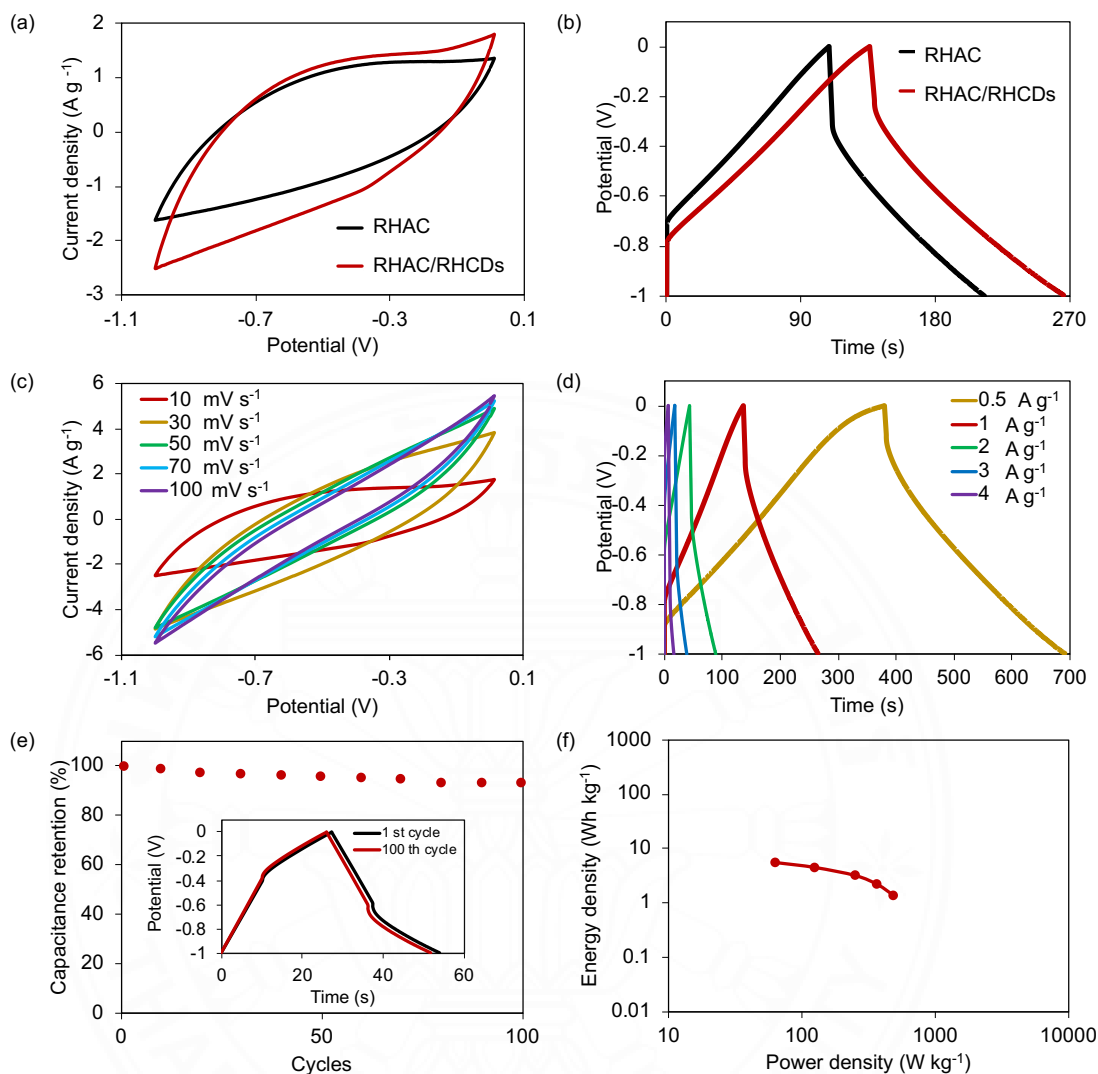 (a)
Current density (A g⁻¹)
2
1
0
-1
-2
-3
-1.1
-0.7
-0.3
0.1
Potential (V)
RHAC
RHAC/RHCDs
(b)
Potential (V)
0
-0.2
-0.4
-0.6
-0.8
-1
0
90
180
270
Time (s)
RHAC
RHAC/RHCDs
(c)
Current density (A g⁻¹)
6
4
2
0
-2
-4
-6
-1.1
-0.7
-0.3
0.1
Potential (V)
10 mV s⁻¹
30 mV s⁻¹
50 mV s⁻¹
70 mV s⁻¹
100 mV s⁻¹
(d)
Potential (V)
0
-0.2
-0.4
-0.6
-0.8
-1
0
100
200
300
400
500
600
700
Time (s)
0.5 A g⁻¹
1 A g⁻¹
2 A g⁻¹
3 A g⁻¹
4 A g⁻¹
(e)
Capacitance retention (%)
100
80
60
40
20
0
0
50
100
Cycles
Potential (V)
0
-0.2
-0.4
-0.6
-0.8
-1
0
20
40
60
Time (s)
1 st cycle
100 th cycle
(f)
Energy density (Wh kg⁻¹)
1000
100
10
1
0.1
0.01
10
100
1000
10000
Power density (W kg⁻¹)